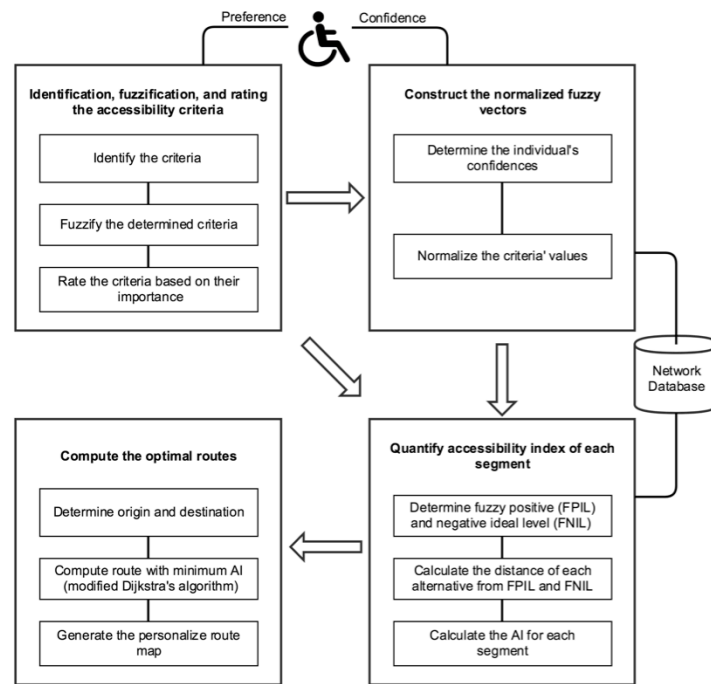 Preference
Confidence
Identification, fuzzification, and rating
the accessibility criteria
Identify the criteria
Fuzzify the determined criteria
Rate the criteria based on their
importance
Construct the normalized fuzzy
vectors
Determine the individual's
confidences
Normalize the criteria' values
Network
Database
Compute the optimal routes
Determine origin and destination
Compute route with minimum AI
(modified Dijkstra's algorithm)
Generate the personalize route
map
Quantify accessibility index of each
segment
Determine fuzzy positive (FPIL)
and negative ideal level (FNIL)
Calculate the distance of each
alternative from FPIL and FNIL
Calculate the AI for each
segment